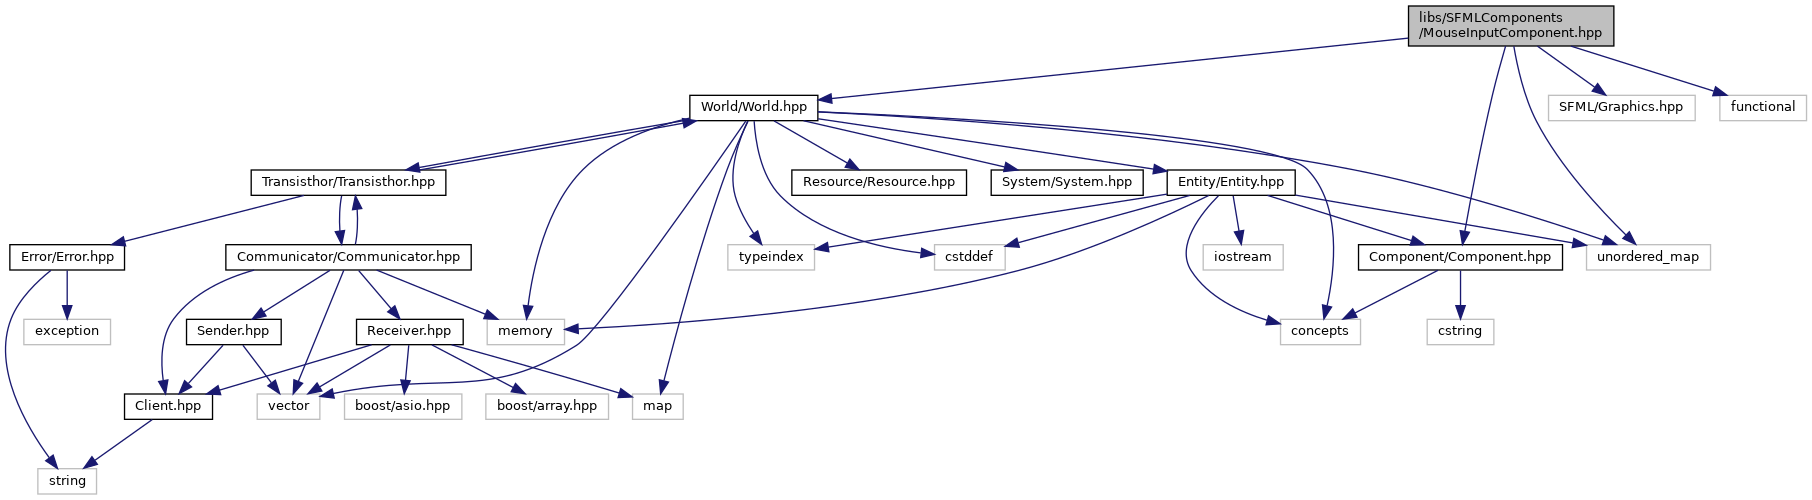 libs/SFMLComponents
/MouseInputComponent.hpp
World/World.hpp
SFML/Graphics.hpp
functional
Transisthor/Transisthor.hpp
Resource/Resource.hpp
System/System.hpp
Entity/Entity.hpp
Error/Error.hpp
Communicator/Communicator.hpp
typeindex
cstddef
iostream
Component/Component.hpp
unordered_map
exception
Sender.hpp
Receiver.hpp
memory
concepts
cstring
Client.hpp
vector
boost/asio.hpp
boost/array.hpp
map
string